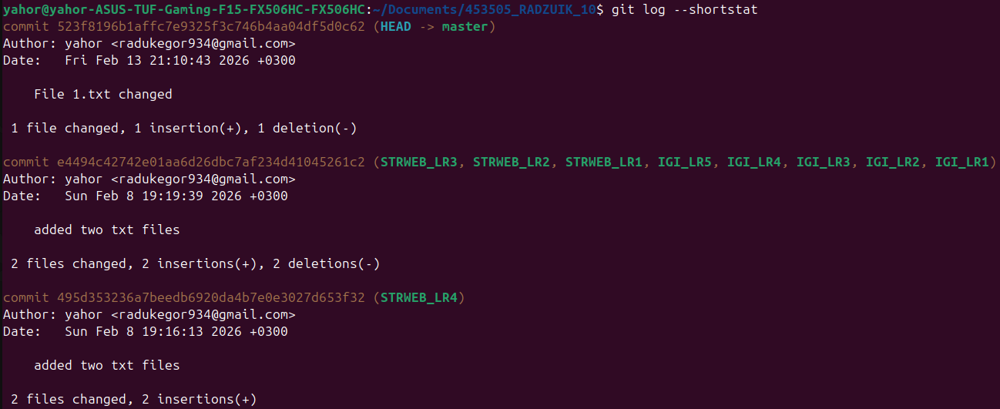 yahor@yahor-ASUS-TUF-Gaming-F15-FX506HC-FX506HC:~/Documents/453505_RADZUIK_10$ git log --shortstat
commit 523f8196b1affc7e9325f3c746b4aa04df5d0c62 (HEAD -> master)
Author: yahor <radukegor934@gmail.com>
Date:   Fri Feb 13 21:10:43 2026 +0300
    File 1.txt changed
 1 file changed, 1 insertion(+), 1 deletion(-)
commit e4494c42742e01aa6d26dbc7af234d41045261c2 (STRWEB_LR3, STRWEB_LR2, STRWEB_LR1, IGI_LR5, IGI_LR4, IGI_LR3, IGI_LR2, IGI_LR1)
Author: yahor <radukegor934@gmail.com>
Date:   Sun Feb 8 19:19:39 2026 +0300
    added two txt files
 2 files changed, 2 insertions(+), 2 deletions(-)
commit 495d353236a7beedb6920da4b7e0e3027d653f32 (STRWEB_LR4)
Author: yahor <radukegor934@gmail.com>
Date:   Sun Feb 8 19:16:13 2026 +0300
    added two txt files
 2 files changed, 2 insertions(+)